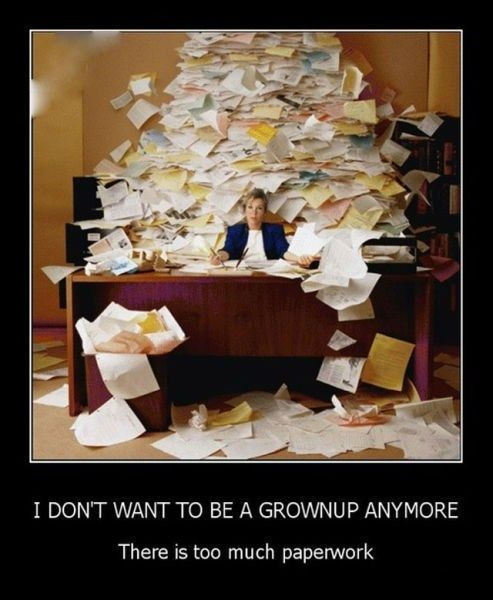 I DON'T WANT TO BE A GROWNUP ANYMORE
There is too much paperwork